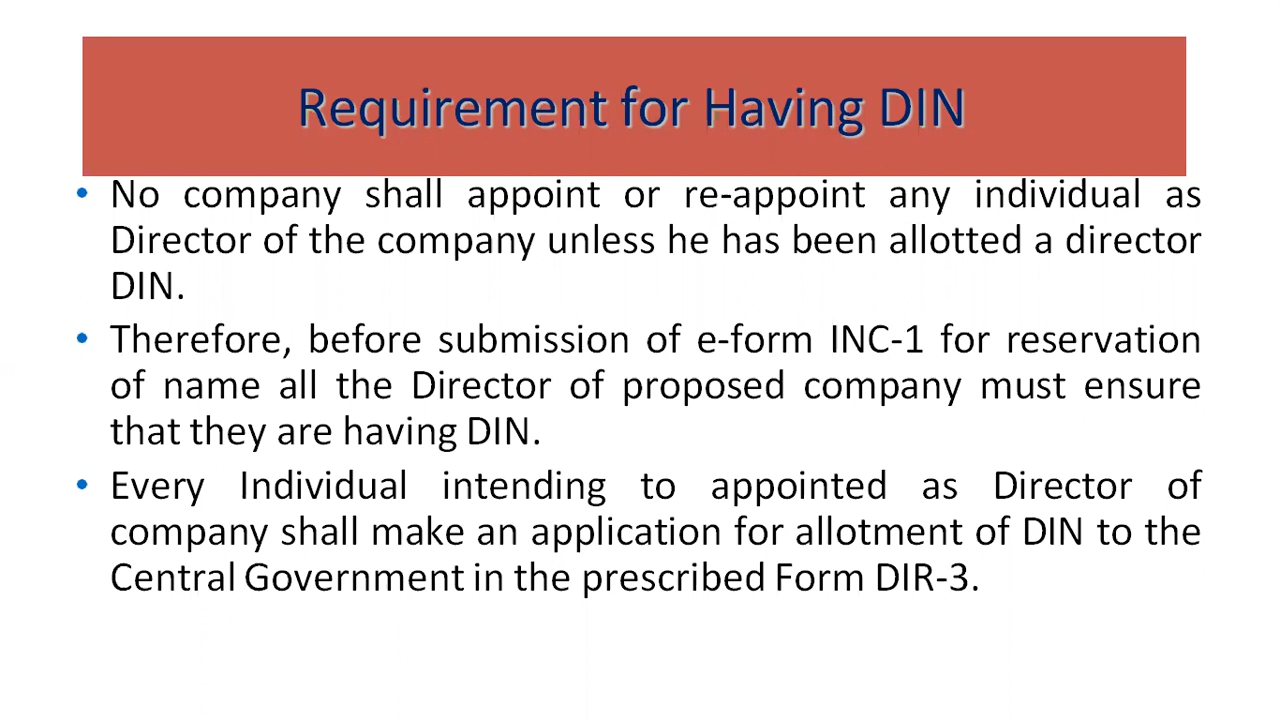 Requirement for Having DIN
• No company shall appoint or re-appoint any individual as
Director of the company unless he has been allotted a director
DIN.
• Therefore, before submission of e-form INC-1 for reservation
of name all the Director of proposed company must ensure
that they are having DIN.
• Every Individual intending to appointed as Director of
company shall make an application for allotment of DIN to the
Central Government in the prescribed Form DIR-3.